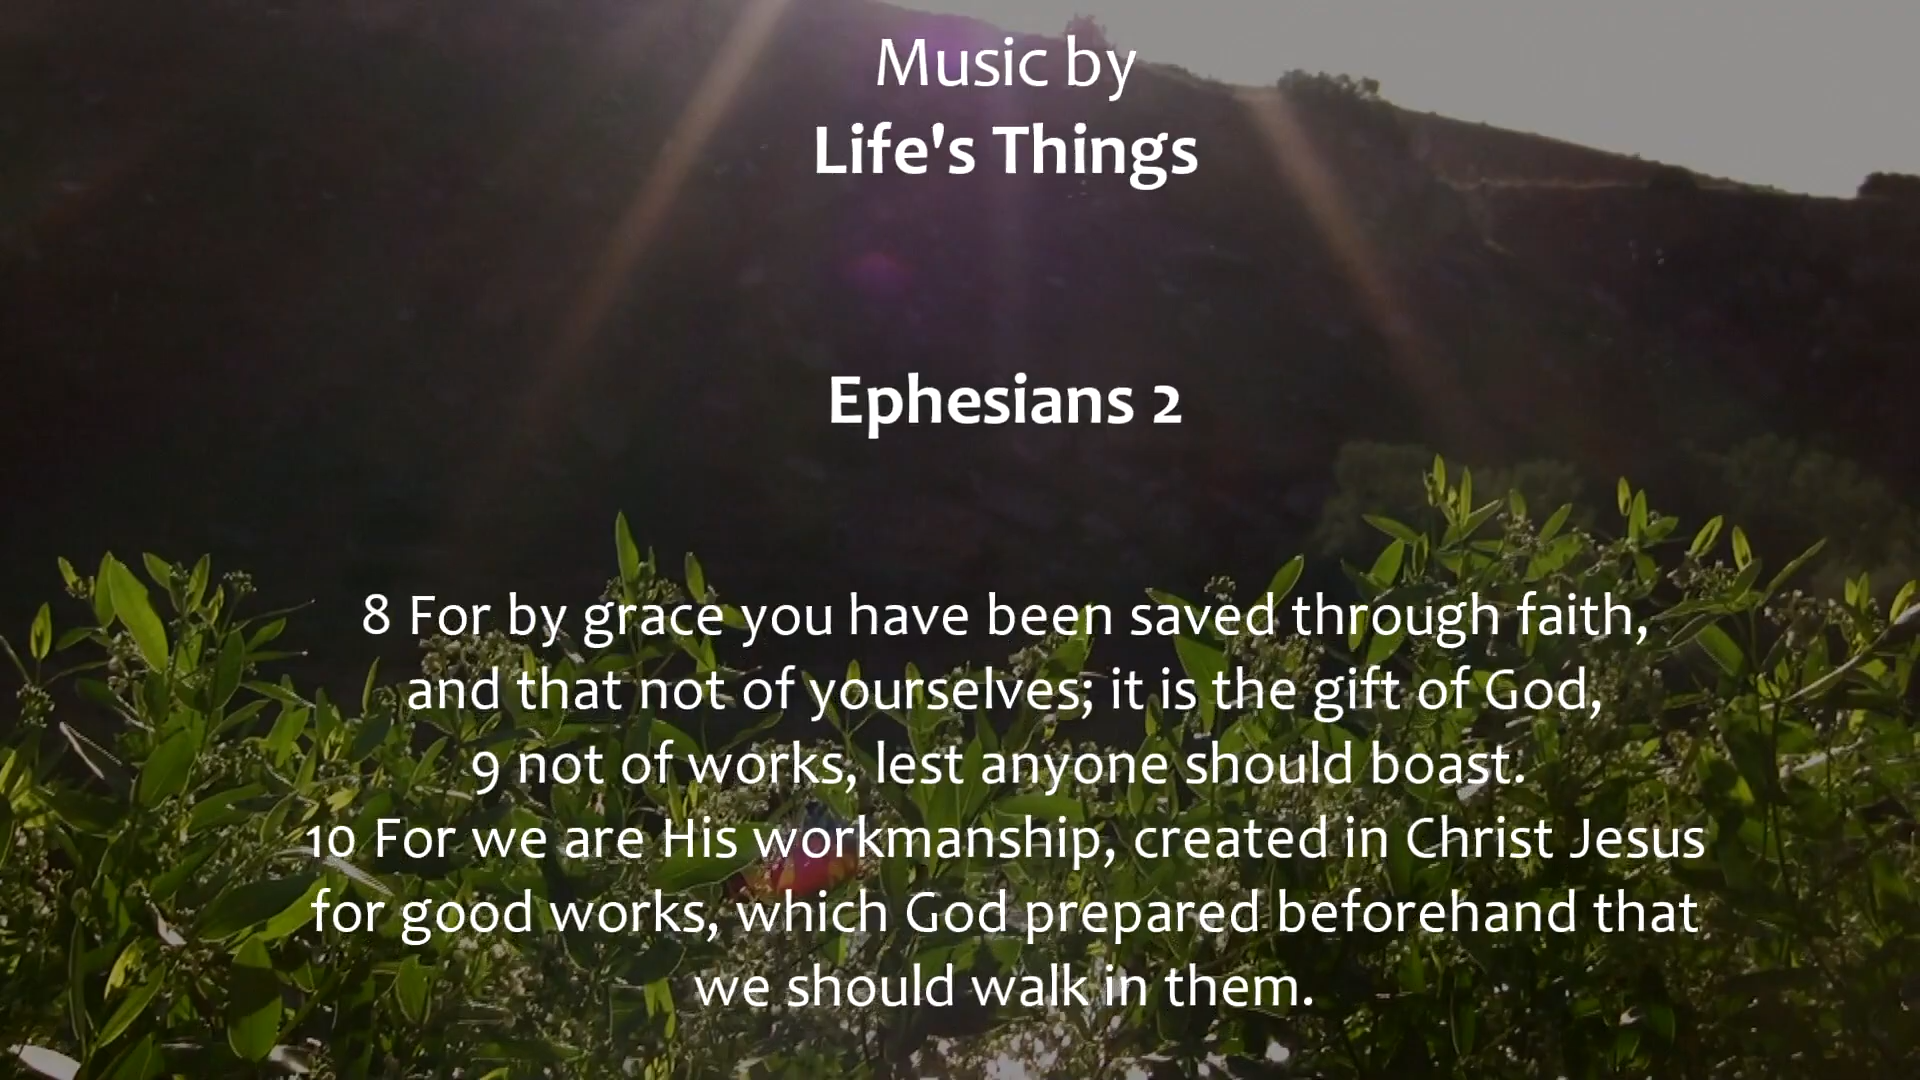 Music by
Life's Things
Ephesians 2
8 For by grace you have been saved through faith,
and that not of yourselves; it is the gift of God,
9 not of works, lest anyone should boast.
10 For we are His workmanship, created in Christ Jesus
for good works, which God prepared beforehand that
we should walk in them.